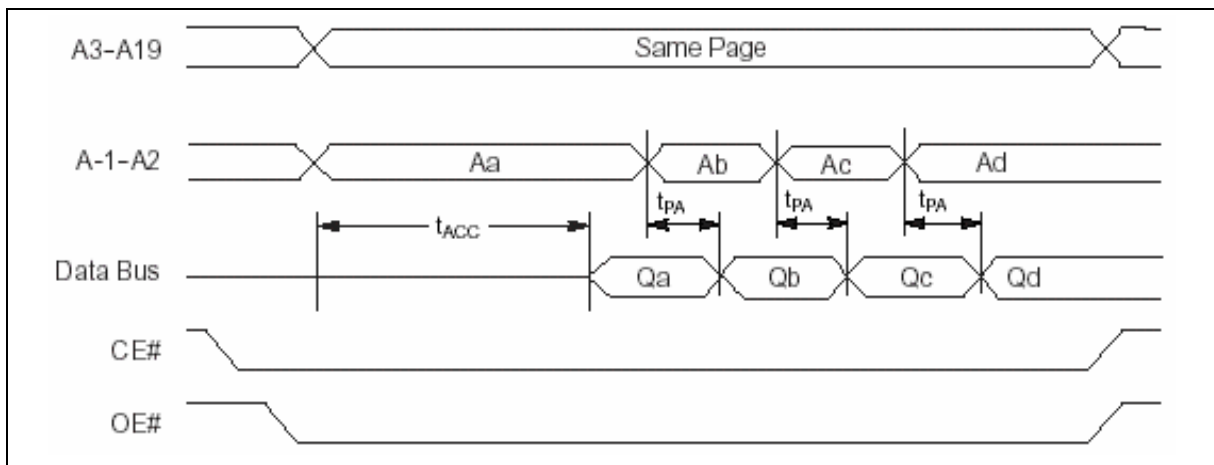 A3–A19
Same Page
A-1–A2
Aa
Ab
Ac
Ad
tACC
tPA
tPA
tPA
Data Bus
Qa
Qb
Qc
Qd
CE#
OE#